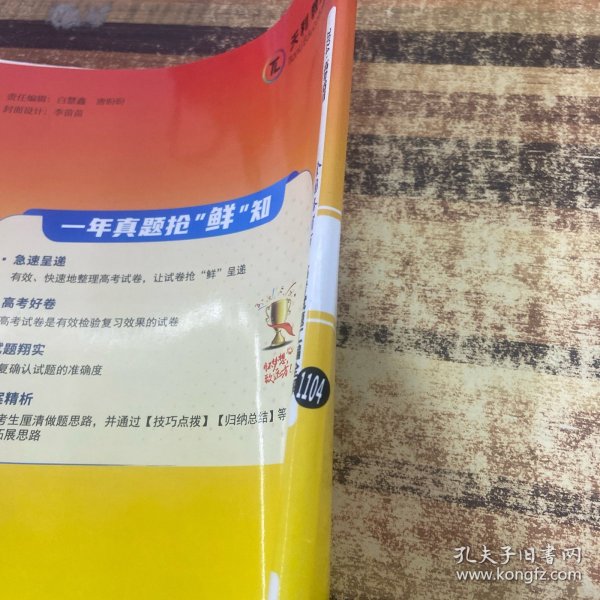 天利
责任编辑：白慧鑫 唐盼盼
封面设计：李苗苗
一年真题抢“鲜”知
· 急速呈递
有效、快速地整理高考试卷，让试卷抢“鲜”呈递
高考好卷
高考试卷是有效检验复习效果的试卷
试题翔实
复确认试题的准确度
精析
考生厘清做题思路，并通过【技巧点拨】【归纳总结】等
拓展思路
1104
孔夫子旧书网
www.kongfz.com